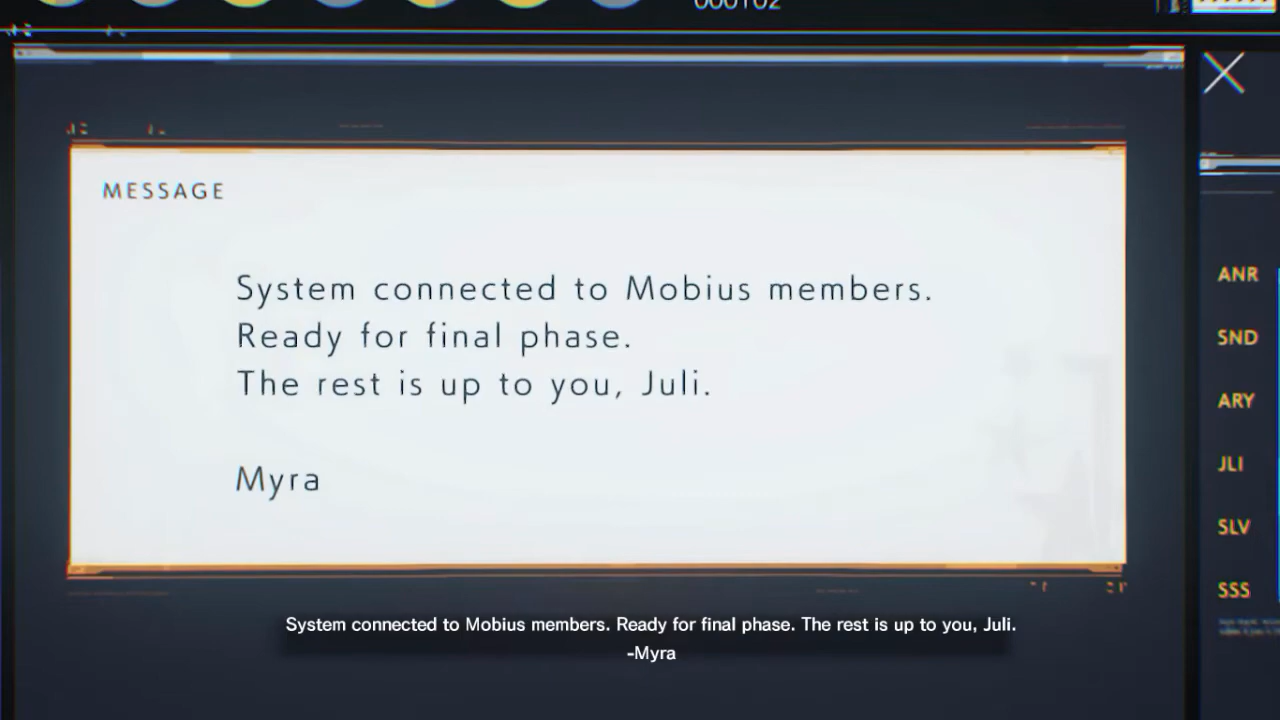 000102
MESSAGE
System connected to Mobius members.
Ready for final phase.
The rest is up to you, Juli.
Myra
ANR
SND
ARY
JLI
SLV
SSS
System connected to Mobius members. Ready for final phase. The rest is up to you, Juli.
-Myra